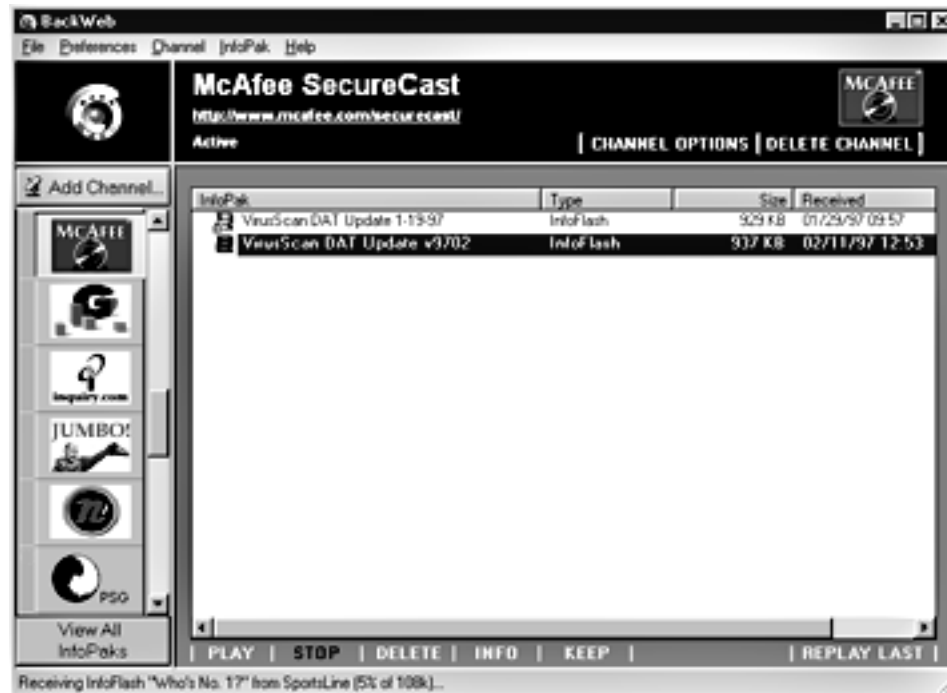 BackWeb
File Preferences Channel InfoPak Help
McAfee SecureCast
http://www.mcafee.com/securecast/
Active
MCAFEE
CHANNEL OPTIONS | DELETE CHANNEL
Add Channel...
InfoPak Type Size Received
VirusScan DAT Update 1-19-97 InfoFlash 929 KB 01/29/97 09:57
VirusScan DAT Update v9702 InfoFlash 937 KB 02/11/97 12:53
MCAFEE
G
inquiry.com
JUMBO!
n
PSG
View All
InfoPaks
| PLAY | STOP | DELETE | INFO | KEEP | | REPLAY LAST |
Receiving InfoFlash "Who's No. 1?" from SportsLine (5% of 108k)...